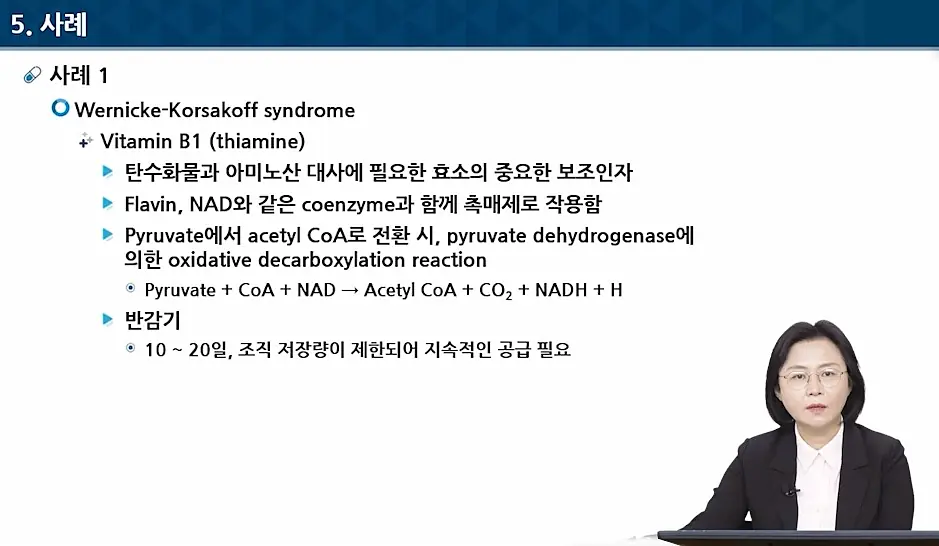 5. 사례
사례 1
Wernicke-Korsakoff syndrome
Vitamin B1 (thiamine)
탄수화물과 아미노산 대사에 필요한 효소의 중요한 보조인자
Flavin, NAD와 같은 coenzyme과 함께 촉매제로 작용함
Pyruvate에서 acetyl CoA로 전환 시, pyruvate dehydrogenase에
의한 oxidative decarboxylation reaction
Pyruvate + CoA + NAD → Acetyl CoA + CO₂ + NADH + H
반감기
10 ~ 20일, 조직 저장량이 제한되어 지속적인 공급 필요